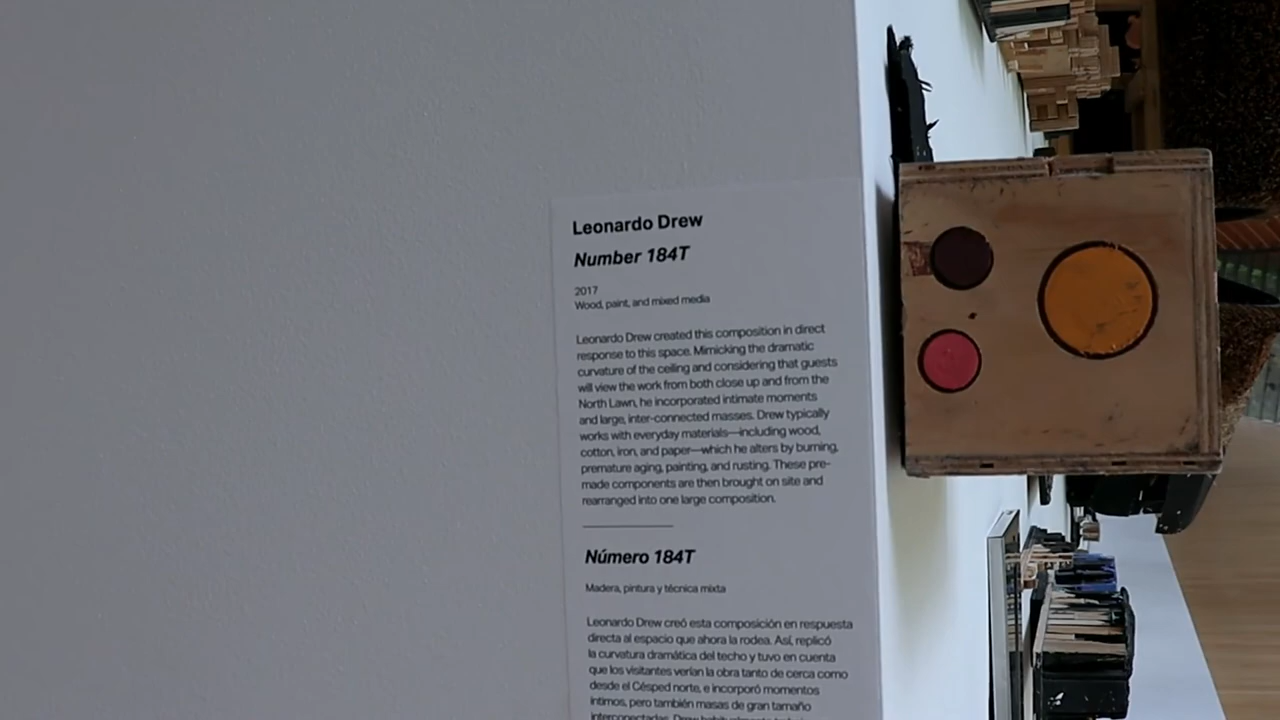 Leonardo Drew
Number 184T
2017
Wood, paint, and mixed media
Leonardo Drew created this composition in direct
response to this space. Mimicking the dramatic
curvature of the ceiling and considering that guests
will view the work from both close up and from the
North Lawn, he incorporated intimate moments
and large, inter-connected masses. Drew typically
works with everyday materials—including wood,
cotton, iron, and paper—which he alters by burning,
premature aging, painting, and rusting. These pre-
made components are then brought on site and
rearranged into one large composition.
Número 184T
Madera, pintura y técnica mixta
Leonardo Drew creó esta composición en respuesta
directa al espacio que ahora la rodea. Así, replicó
la curvatura dramática del techo y tuvo en cuenta
que los visitantes verían la obra tanto de cerca como
desde el Césped norte, e incorporó momentos
íntimos, pero también masas de gran tamaño
interconectadas. Drew